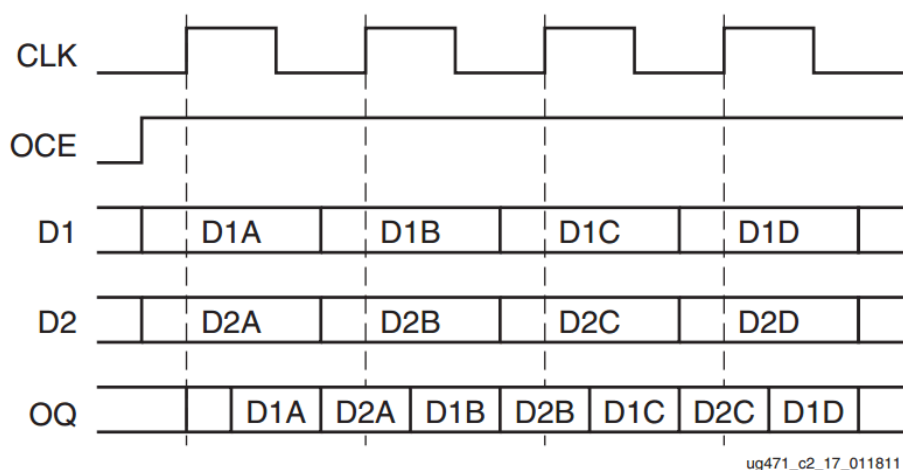 CLK
OCE
D1 D1A D1B D1C D1D
D2 D2A D2B D2C D2D
OQ D1A D2A D1B D2B D1C D2C D1D
ug471_c2_17_011811